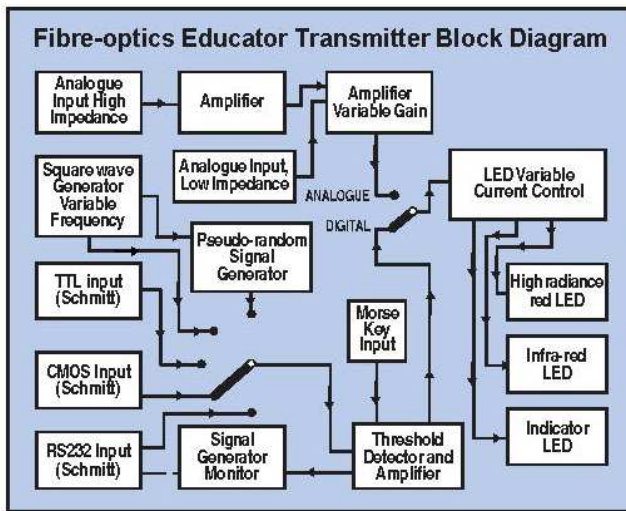 Fibre-optics Educator Transmitter Block Diagram
Analogue
Input High
Impedance
Amplifier
Amplifier
Variable Gain
Analogue Input,
Low Impedance
Square wave
Generator
Variable
Frequency
ANALOGUE
DIGITAL
LED Variable
Current Control
Pseudo-random
Signal
Generator
TTL input
(Schmitt)
High radiance
red LED
Morse
Key
Input
Infra-red
LED
CMOS Input
(Schmitt)
Indicator
LED
RS232 Input
(Schmitt)
Signal
Generator
Monitor
Threshold
Detector and
Amplifier